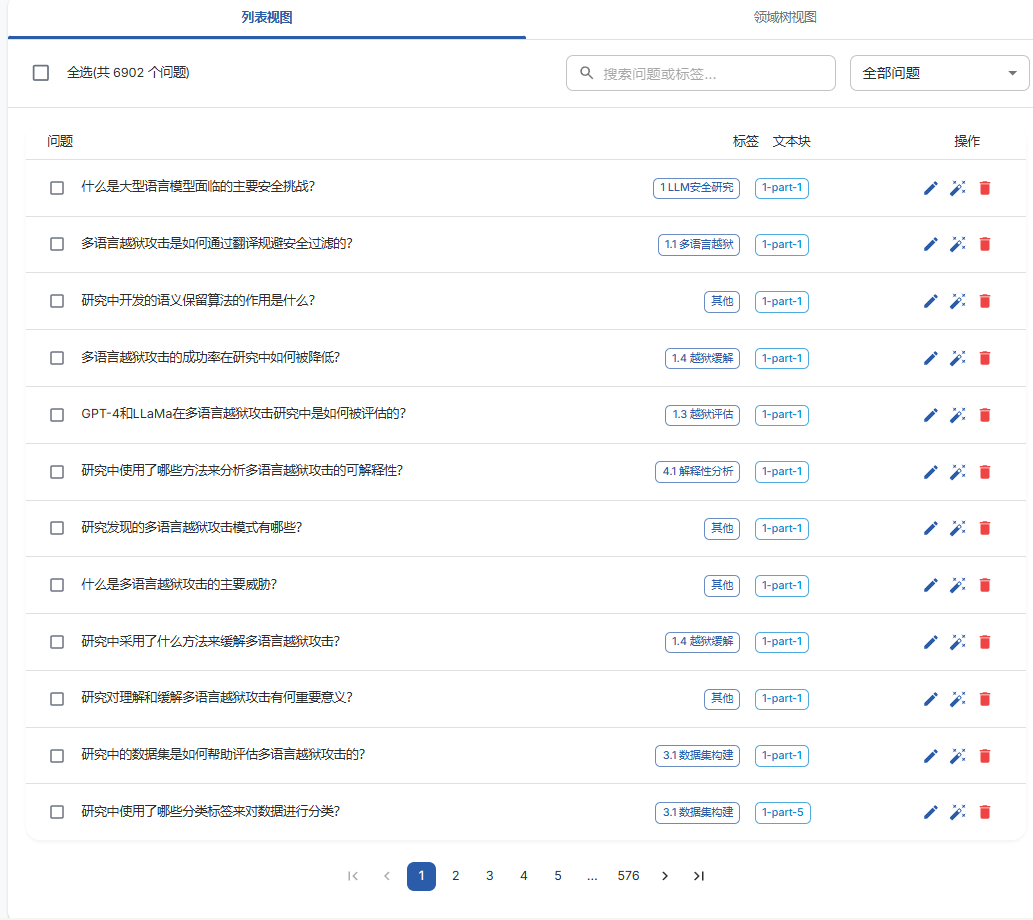 列表视图 领域树视图
全选(共 6902 个问题) 搜索问题或标签... 全部问题
问题 标签 文本块 操作
什么是大型语言模型面临的主要安全挑战? 1 LLM安全研究 1-part-1
多语言越狱攻击是如何通过翻译规避安全过滤的? 1.1 多语言越狱 1-part-1
研究中开发的语义保留算法的作用是什么? 其他 1-part-1
多语言越狱攻击的成功率在研究中如何被降低? 1.4 越狱缓解 1-part-1
GPT-4和LLaMa在多语言越狱攻击研究中是如何被评估的? 1.3 越狱评估 1-part-1
研究中使用了哪些方法来分析多语言越狱攻击的可解释性? 4.1 解释性分析 1-part-1
研究发现的多语言越狱攻击模式有哪些? 其他 1-part-1
什么是多语言越狱攻击的主要威胁? 其他 1-part-1
研究中采用了什么方法来缓解多语言越狱攻击? 1.4 越狱缓解 1-part-1
研究对理解和缓解多语言越狱攻击有何重要意义? 其他 1-part-1
研究中的数据集是如何帮助评估多语言越狱攻击的? 3.1 数据集构建 1-part-1
研究中使用了哪些分类标签来对数据进行分类? 3.1 数据集构建 1-part-5
1 2 3 4 5 ... 576